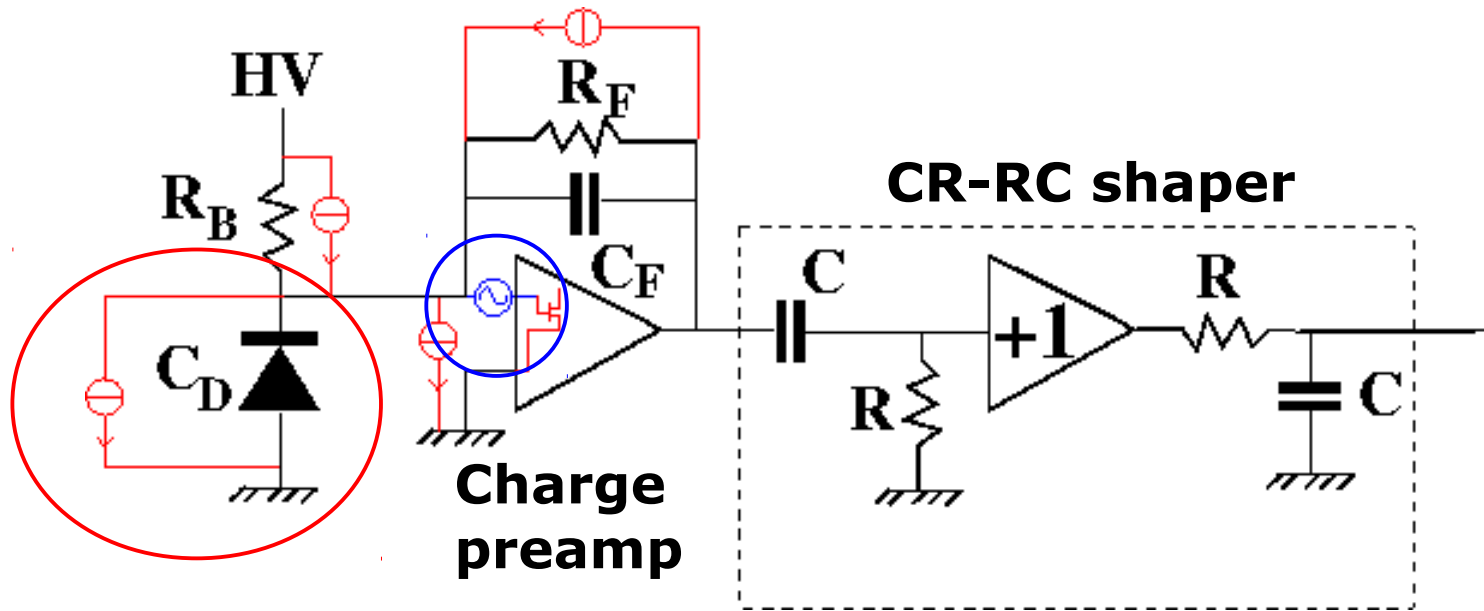 HV
R_F
R_B
CR-RC shaper
C_F
C
R
C_D
+1
R
C
Charge
preamp